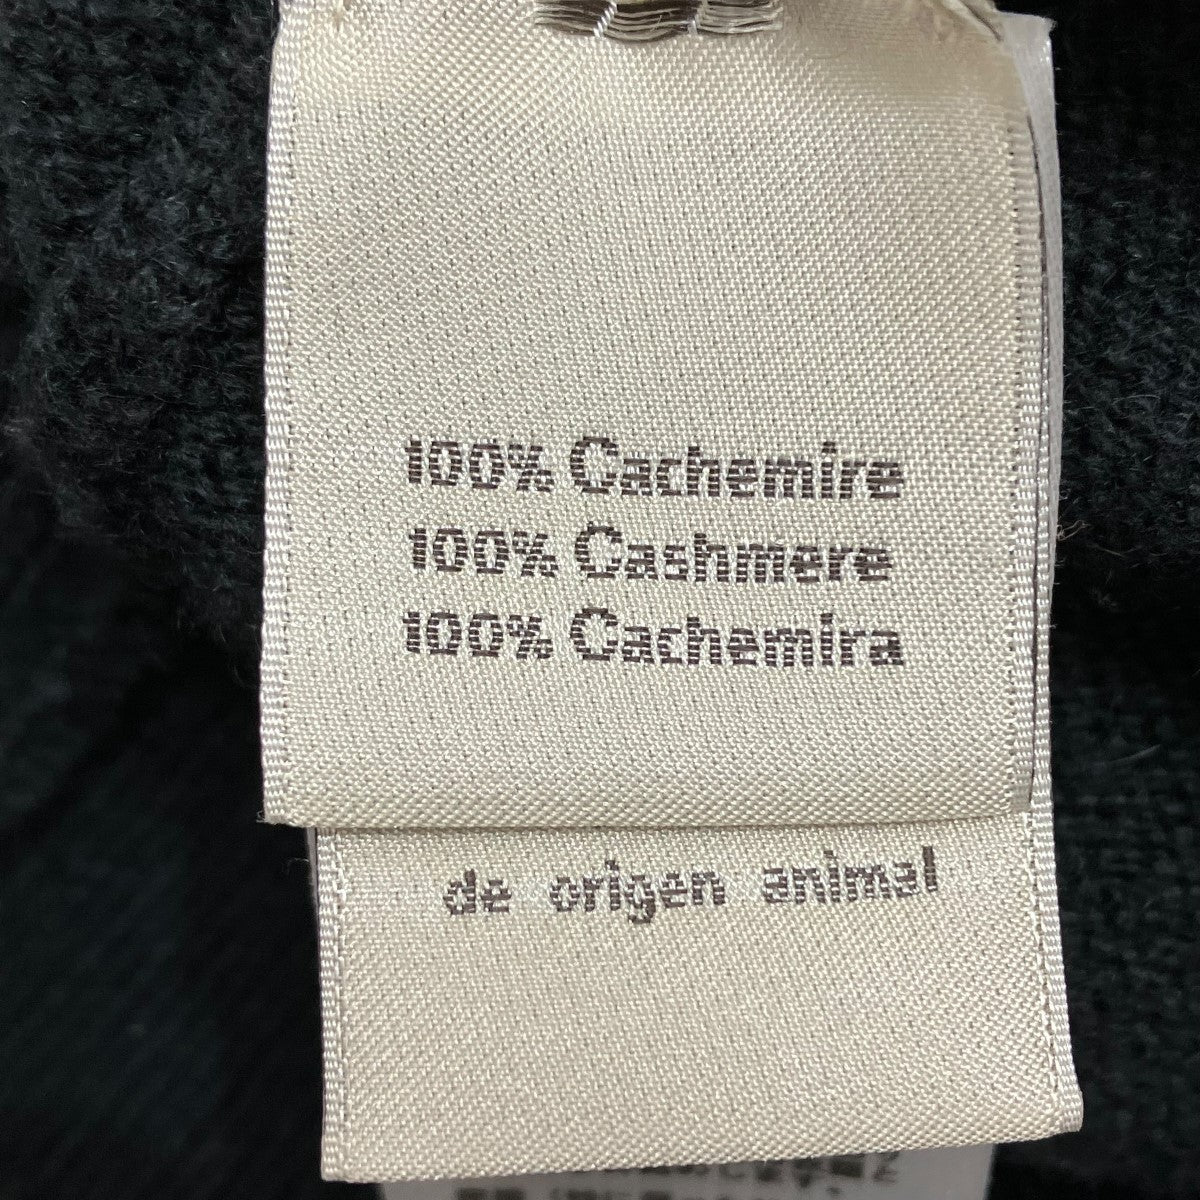 100% Cachemire
100% Cashmere
100% Cachemira
de origen animal